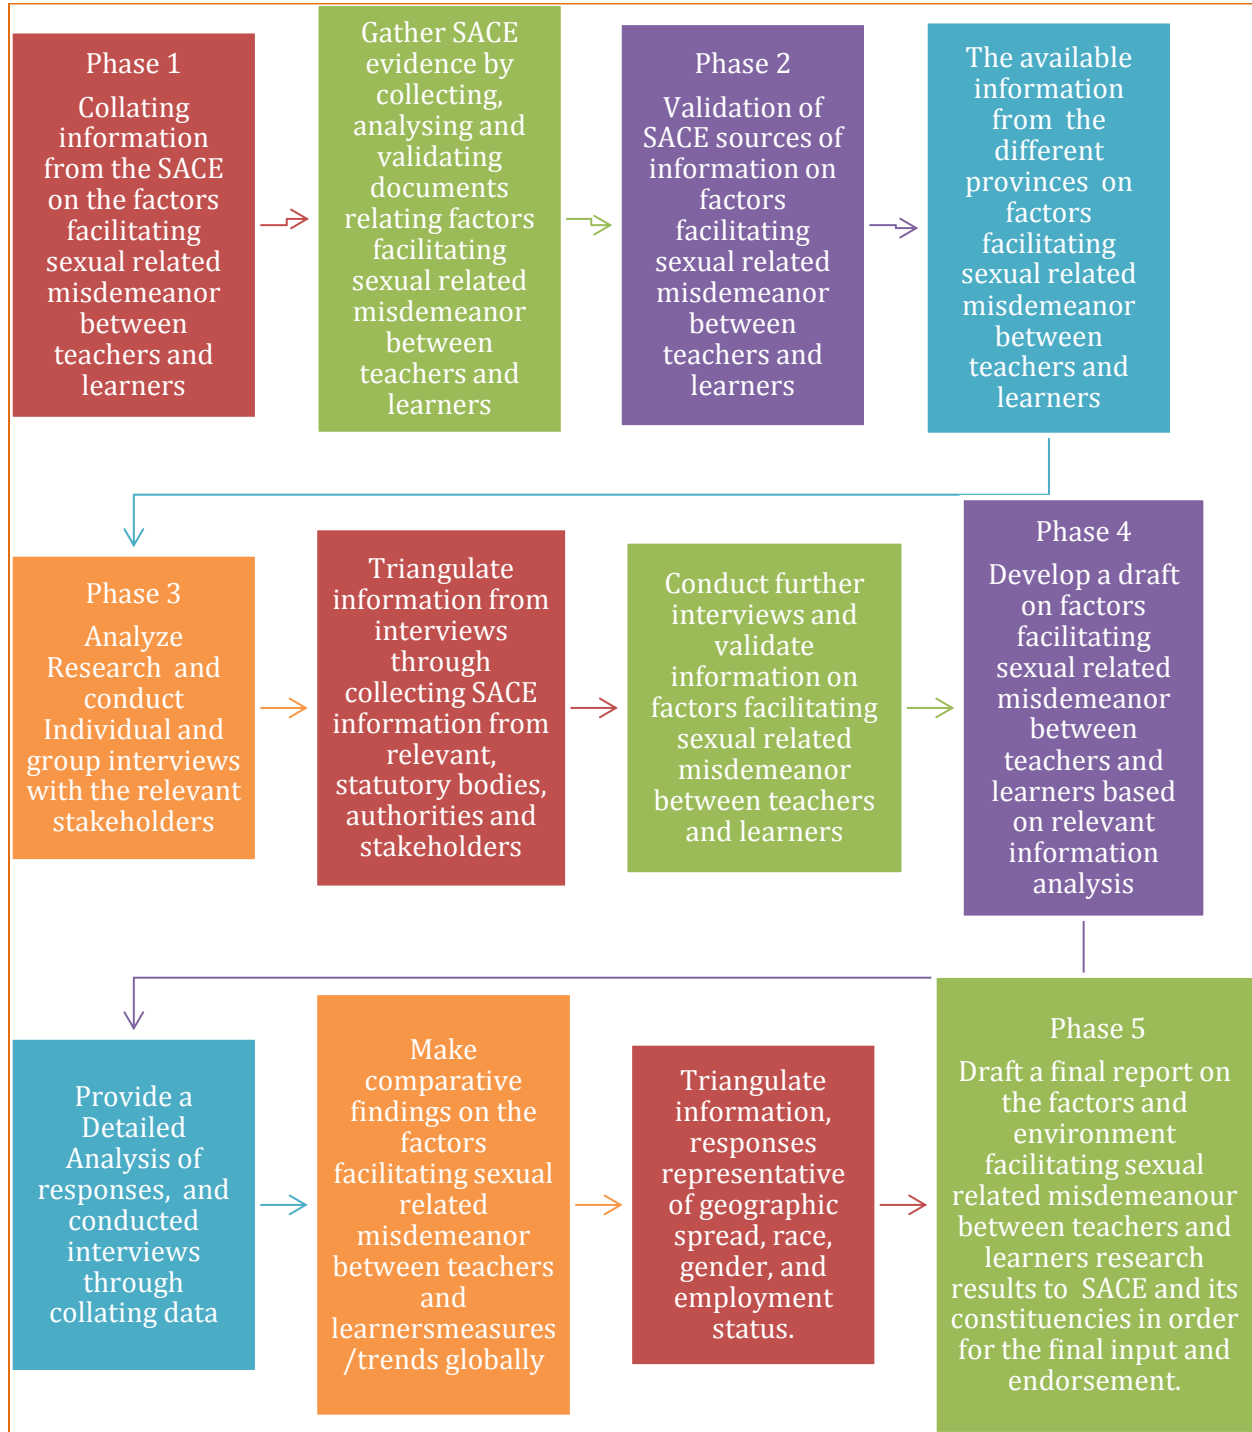 Phase 1
Collating
information
from the SACE
on the factors
facilitating
sexual related
misdemeanor
between
teachers and
learners
Gather SACE
evidence by
collecting,
analysing and
validating
documents
relating factors
facilitating
sexual related
misdemeanor
between
teachers and
learners
Phase 2
Validation of
SACE sources of
information on
factors
facilitating
sexual related
misdemeanor
between
teachers and
learners
The available
information
from the
different
provinces on
factors
facilitating
sexual related
misdemeanor
between
teachers and
learners
Phase 3
Analyze
Research and
conduct
Individual and
group interviews
with the relevant
stakeholders
Triangulate
information from
interviews
through
collecting SACE
information from
relevant,
statutory bodies,
authorities and
stakeholders
Conduct further
interviews and
validate
information on
factors facilitating
sexual related
misdemeanor
between teachers
and learners
Phase 4
Develop a draft
on factors
facilitating
sexual related
misdemeanor
between
teachers and
learners based
on relevant
information
analysis
Provide a
Detailed
Analysis of
responses, and
conducted
interviews
through
collating data
Make
comparative
findings on the
factors
facilitating sexual
related
misdemeanor
between teachers
and
learnersmeasures
/trends globally
Triangulate
information,
responses
representative
of geographic
spread, race,
gender, and
employment
status.
Phase 5
Draft a final report on
the factors and
environment
facilitating sexual
related misdemeanour
between teachers and
learners research
results to SACE and its
constituencies in order
for the final input and
endorsement.